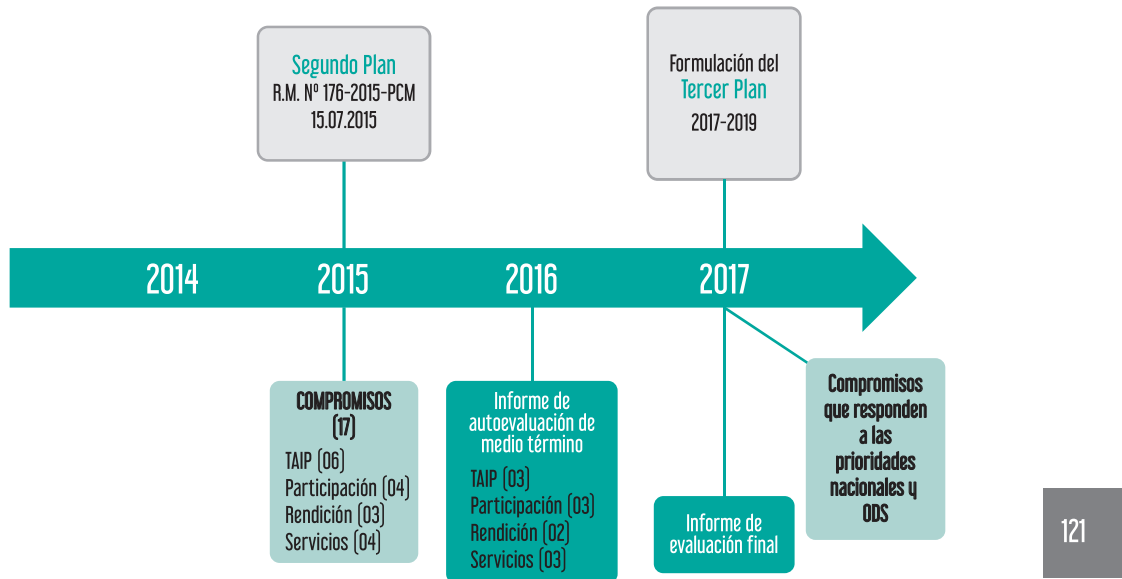 Segundo Plan
R.M. Nº 176-2015-PCM
15.07.2015
Formulación del
Tercer Plan
2017-2019
2014
2015
2016
2017
COMPROMISOS
(17)
TAIP (06)
Participación (04)
Rendición (03)
Servicios (04)
Informe de
autoevaluación de
medio término
TAIP (03)
Participación (03)
Rendición (02)
Servicios (03)
Informe de
evaluación final
Compromisos
que responden
a las
prioridades
nacionales y
ODS
121